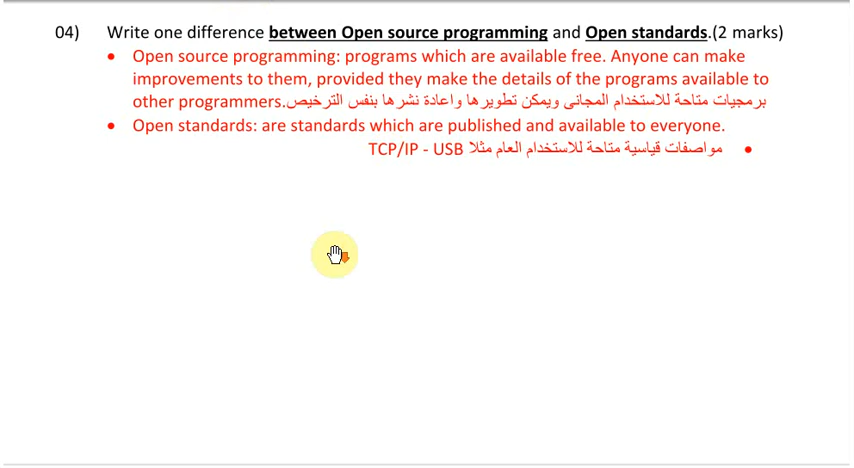 04) Write one difference between Open source programming and Open standards.(2 marks)
• Open source programming: programs which are available free. Anyone can make
improvements to them, provided they make the details of the programs available to
other programmers.برمجيات متاحة للاستخدام المجانى ويمكن تطويرها واعادة نشرها بنفس الترخيص
• Open standards: are standards which are published and available to everyone.
• مواصفات قياسية متاحة للاستخدام العام مثلا TCP/IP - USB